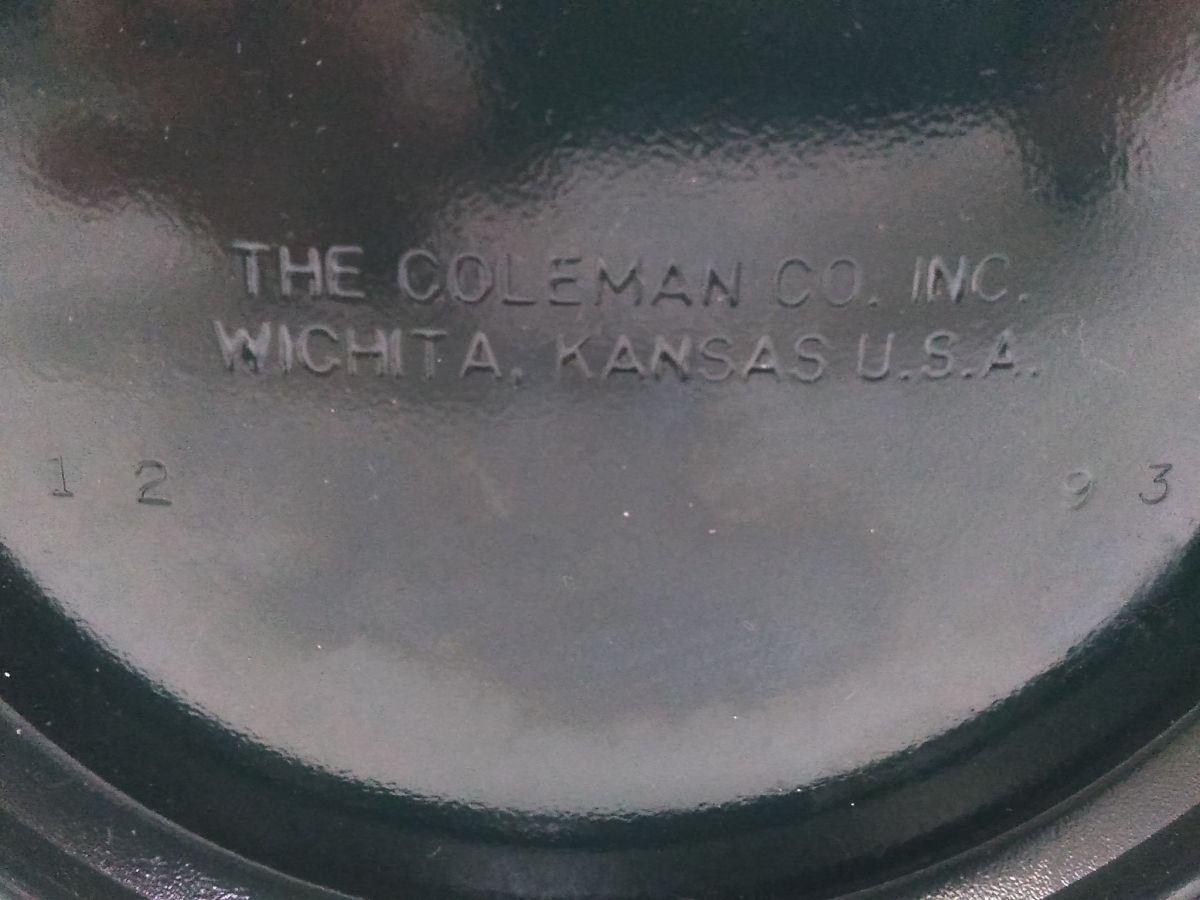 THE COLEMAN CO. INC.
WICHITA, KANSAS U.S.A.
1 2 9 3